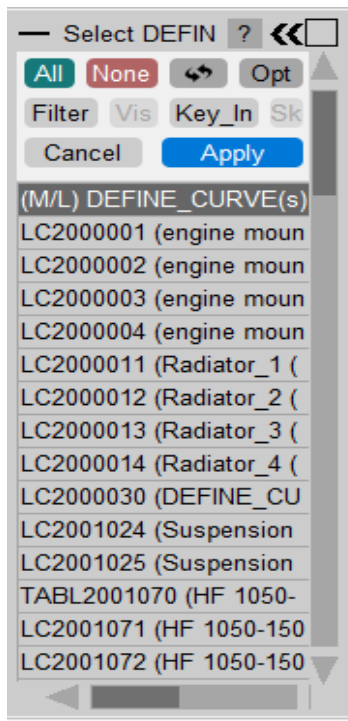 Select DEFIN ?
All None Opt
Filter Vis Key_In Sk
Cancel Apply
(M/L) DEFINE_CURVE(s)
LC2000001 (engine moun
LC2000002 (engine moun
LC2000003 (engine moun
LC2000004 (engine moun
LC2000011 (Radiator_1 (
LC2000012 (Radiator_2 (
LC2000013 (Radiator_3 (
LC2000014 (Radiator_4 (
LC2000030 (DEFINE_CU
LC2001024 (Suspension
LC2001025 (Suspension
TABL2001070 (HF 1050-
LC2001071 (HF 1050-150
LC2001072 (HF 1050-150